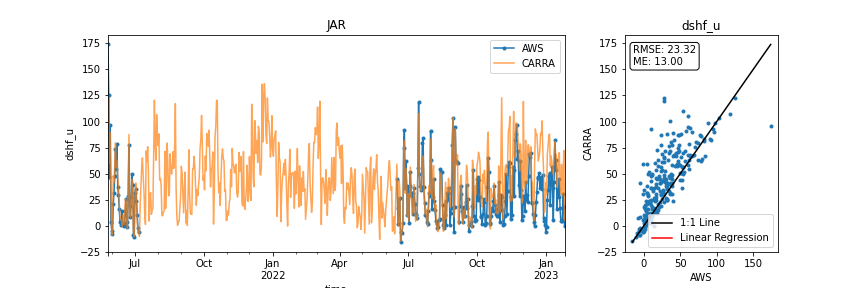 JAR
dshf_u
175
150
125
100
75
50
25
0
−25
AWS
CARRA
dshf_u
Jul
Oct
Jan
2022
Apr
Jul
Oct
Jan
2023
time
dshf_u
RMSE: 23.32
ME: 13.00
175
150
125
100
75
50
25
0
−25
CARRA
1:1 Line
Linear Regression
0
50
100
150
AWS